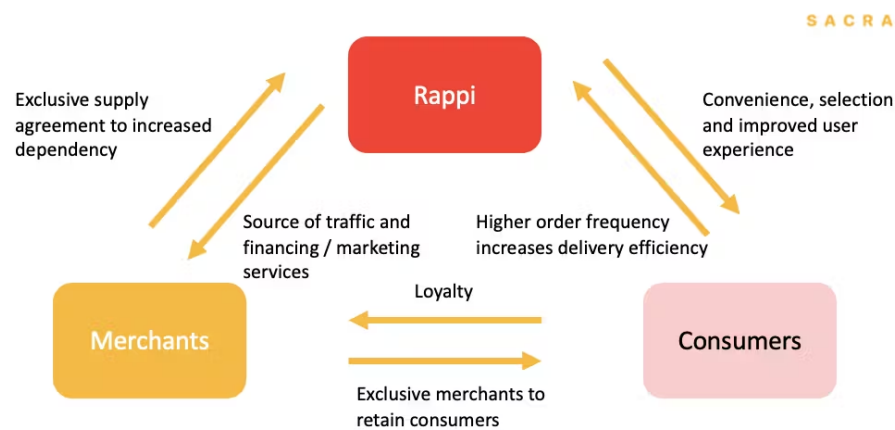 SACRA
Rappi
Exclusive supply
agreement to increased
dependency
Convenience, selection
and improved user
experience
Source of traffic and
financing / marketing
services
Higher order frequency
increases delivery efficiency
Loyalty
Merchants
Consumers
Exclusive merchants to
retain consumers